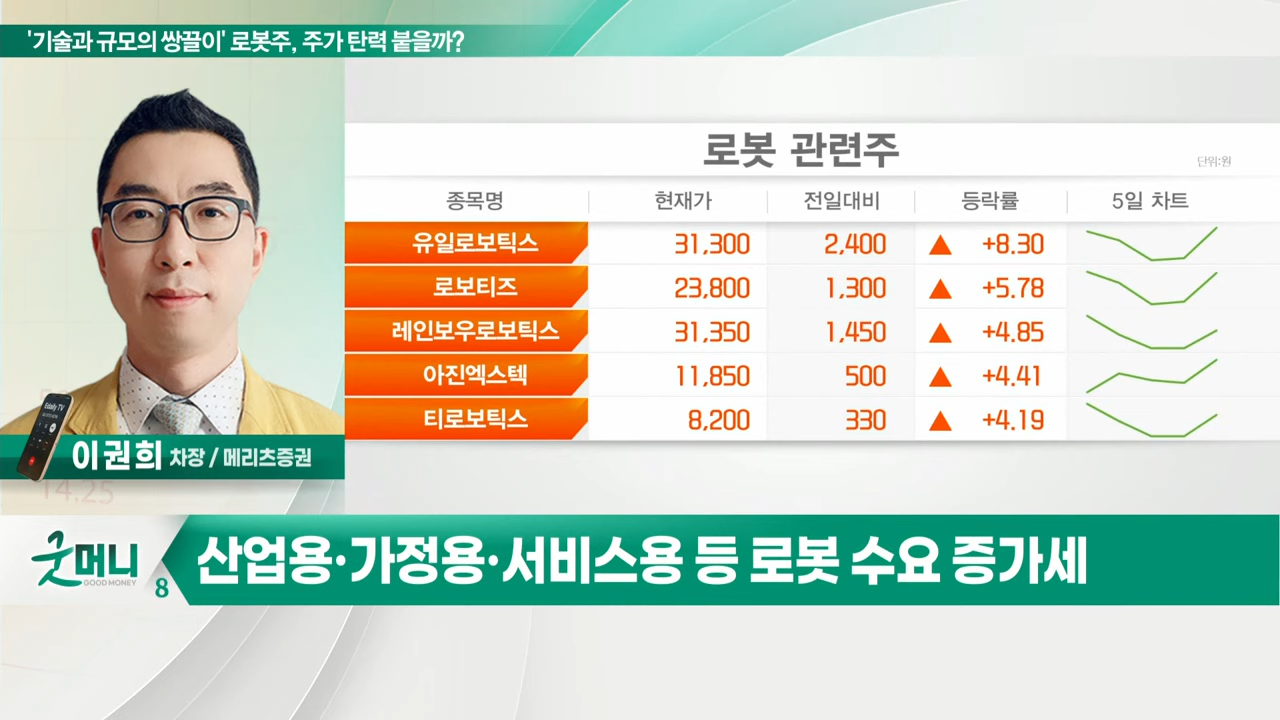 '기술과 규모의 쌍끌이' 로봇주, 주가 탄력 붙을까?
로봇 관련주
단위:원
종목명 현재가 전일대비 등락률 5일 차트
유일로보틱스 31,300 2,400 ▲ +8.30
로보티즈 23,800 1,300 ▲ +5.78
레인보우로보틱스 31,350 1,450 ▲ +4.85
아진엑스텍 11,850 500 ▲ +4.41
티로보틱스 8,200 330 ▲ +4.19
Edaily TV
이권희 차장 / 메리츠증권
14.25
굿머니
GOOD MONEY
8
산업용·가정용·서비스용 등 로봇 수요 증가세